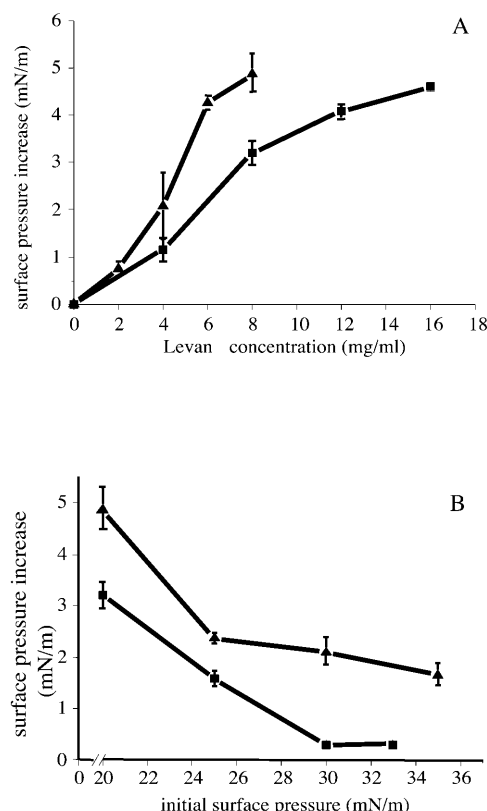 A
surface pressure increase (mN/m)
6
5
4
3
2
1
0
0 2 4 6 8 10 12 14 16 18
Levan concentration (mg/ml)
B
surface pressure increase
(mN/m)
5
4
3
2
1
0
0 20 22 24 26 28 30 32 34 36
initial surface pressure (mN/m)